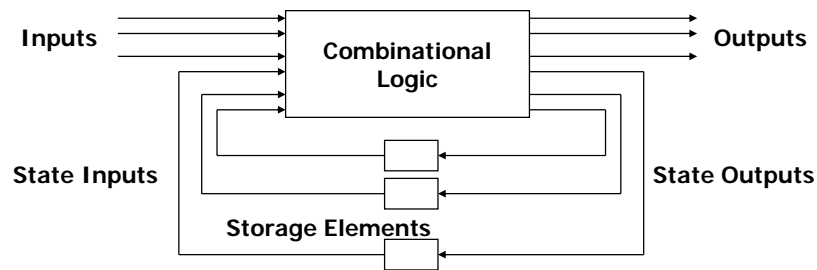 Inputs
Combinational
Logic
Outputs
State Inputs
State Outputs
Storage Elements